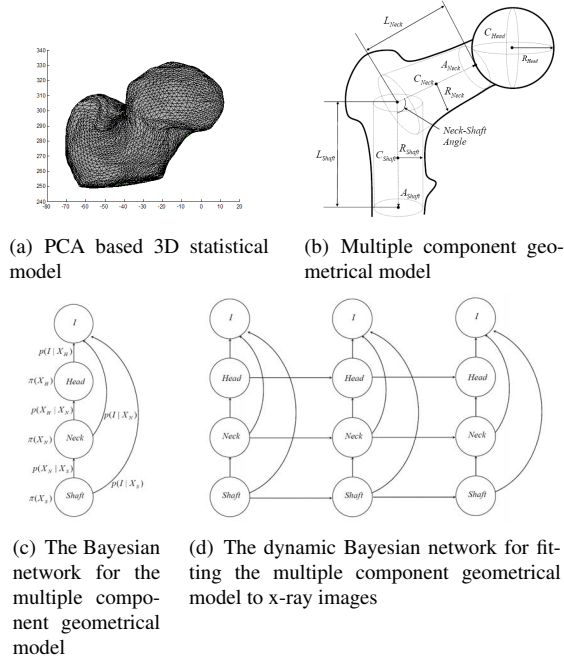 340
330
320
310
300
290
280
270
260
250
240
-80 -70 -60 -50 -40 -30 -20 -10 0 10 20
(a) PCA based 3D statistical
model
L_Neck
C_Head
R_Head
A_Neck
C_Neck
R_Neck
Neck-Shaft
Angle
L_Shaft
R_Shaft
C_Shaft
A_Shaft
(b) Multiple component geo-
metrical model
I
p(I | X_H)
π(X_H) Head
p(X_H | X_N) p(I | X_N)
π(X_N) Neck
p(X_N | X_S) p(I | X_S)
π(X_S) Shaft
(c) The Bayesian
network for the
multiple compo-
nent geometrical
model
I I I
Head Head Head
Neck Neck Neck
Shaft Shaft Shaft
(d) The dynamic Bayesian network for fit-
ting the multiple component geometrical
model to x-ray images